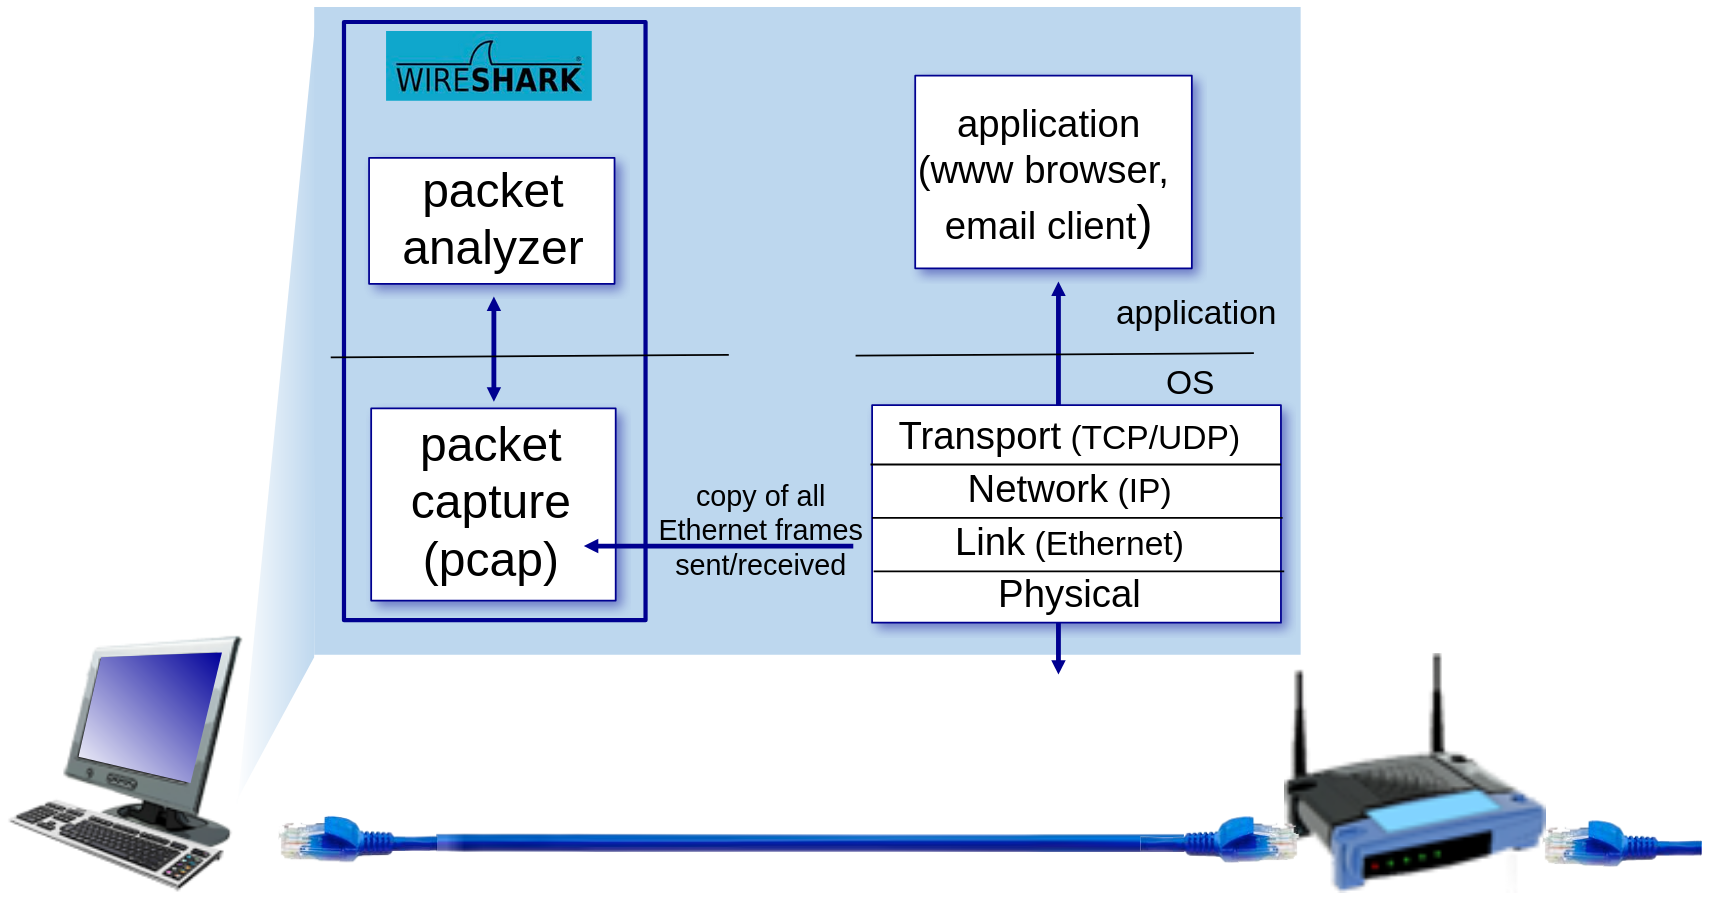 WIRESHARK
packet
analyzer
packet
capture
(pcap)
copy of all
Ethernet frames
sent/received
application
(www browser,
email client)
application
OS
Transport (TCP/UDP)
Network (IP)
Link (Ethernet)
Physical